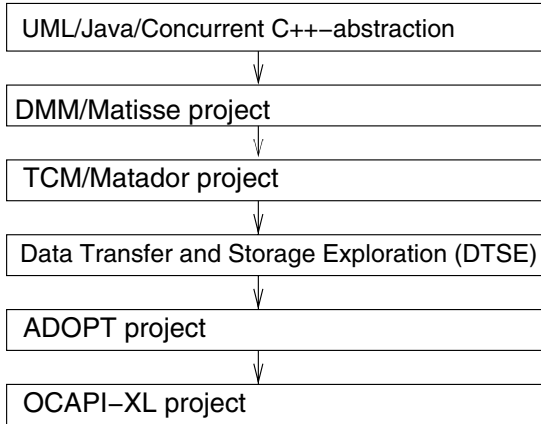 UML/Java/Concurrent C++−abstraction
DMM/Matisse project
TCM/Matador project
Data Transfer and Storage Exploration (DTSE)
ADOPT project
OCAPI−XL project